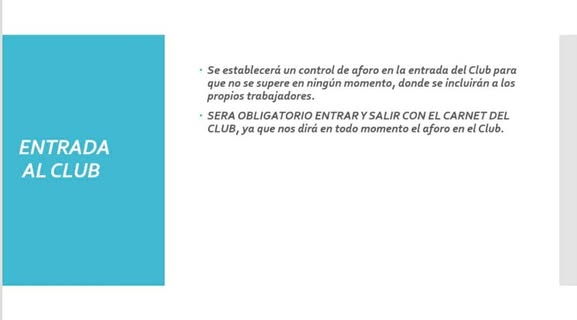 ENTRADA
AL CLUB
Se establecerá un control de aforo en la entrada del Club para
que no se supere en ningún momento, donde se incluirán a los
propios trabajadores.
SERA OBLIGATORIO ENTRAR Y SALIR CON EL CARNET DEL
CLUB, ya que nos dirá en todo momento el aforo en el Club.